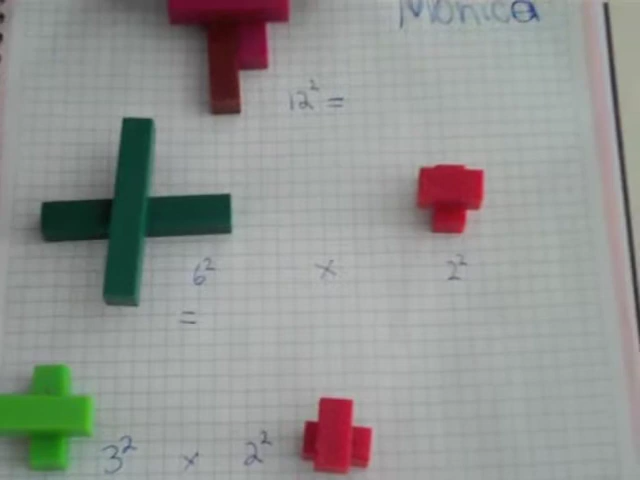 Monica
12² =
6² x 2²
=
3² x 2²